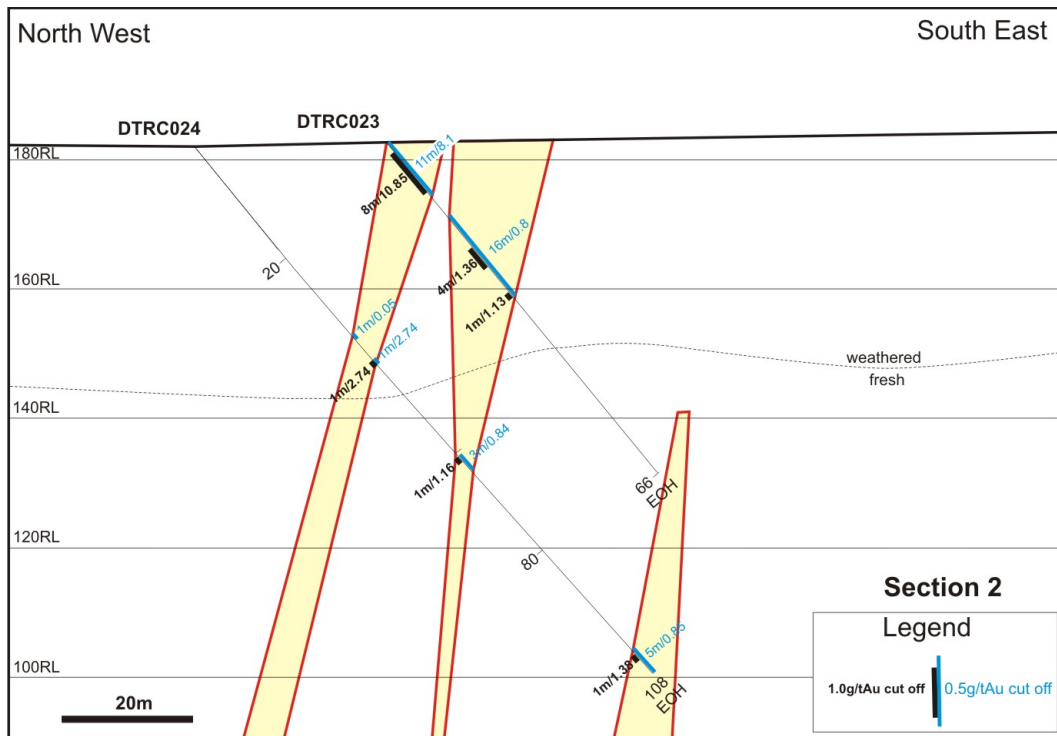 North West
South East
DTRC024
DTRC023
180RL
11m/8.1
8m/10.85
16m/0.8
4m/1.36
20
160RL
1m/1.13
1m/0.05
1m/2.74
1m/2.74
weathered
fresh
140RL
3m/0.84
1m/1.16
66
EOH
120RL
80
Section 2
Legend
1.0g/tAu cut off
0.5g/tAu cut off
5m/0.85
100RL
1m/1.38
108
EOH
20m